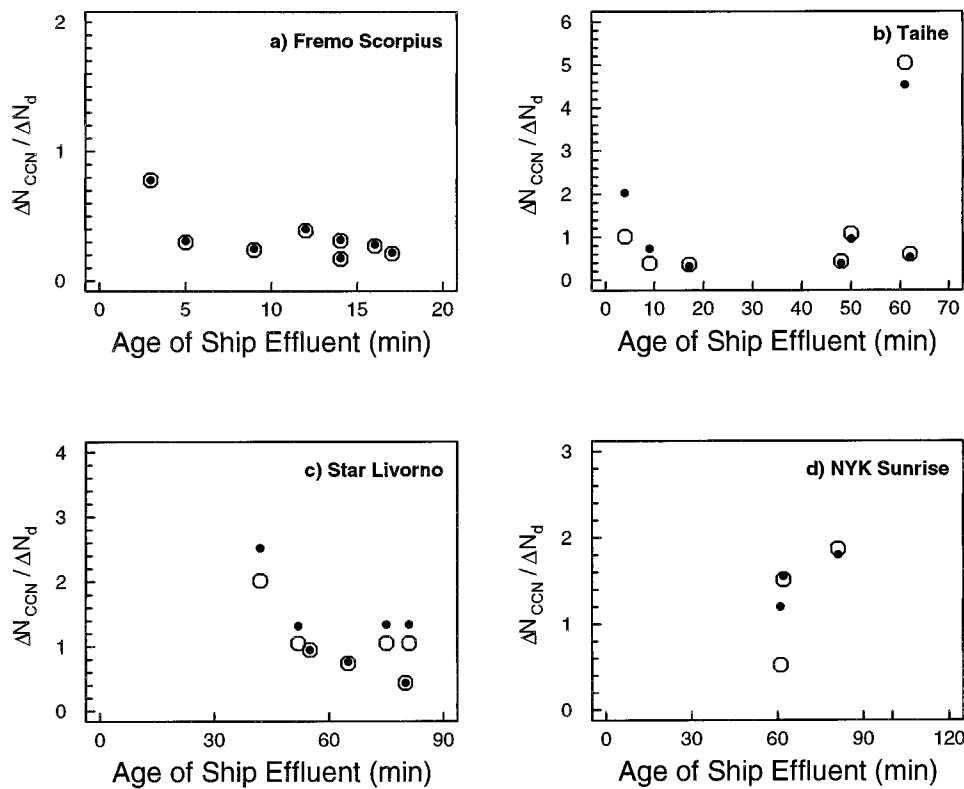 a) Fremo Scorpius
2
1
0
ΔN_CCN / ΔN_d
0 5 10 15 20
Age of Ship Effluent (min)
b) Taihe
6
5
4
3
2
1
0
ΔN_CCN / ΔN_d
0 10 20 30 40 50 60 70
Age of Ship Effluent (min)
c) Star Livorno
4
3
2
1
0
ΔN_CCN / ΔN_d
0 30 60 90
Age of Ship Effluent (min)
d) NYK Sunrise
3
2
1
0
ΔN_CCN / ΔN_d
0 30 60 90 120
Age of Ship Effluent (min)